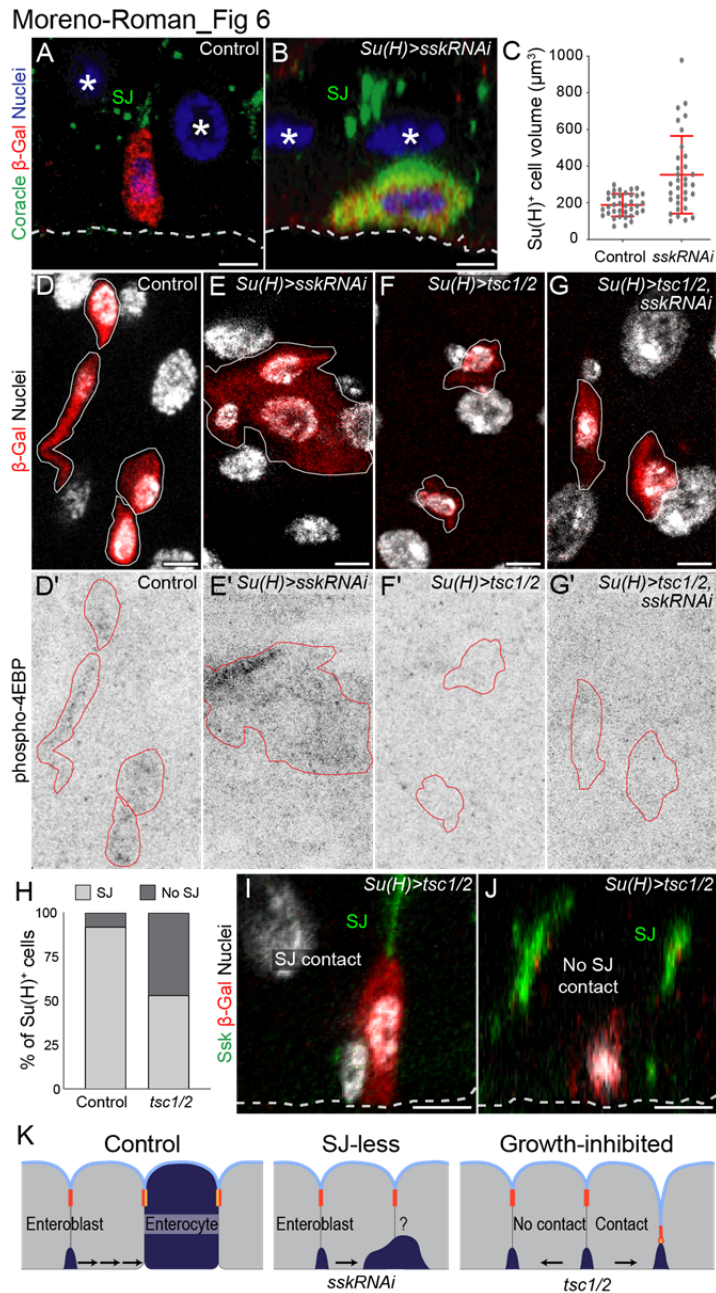 Moreno-Roman_Fig 6
A
Control
SJ
*
*
Coracle β-Gal Nuclei
B
Su(H)>sskRNAi
SJ
*
*
C
Su(H)⁺ cell volume (µm³)
1000
800
600
400
200
0
Control
sskRNAi
β-Gal Nuclei
D
Control
E
Su(H)>sskRNAi
F
Su(H)>tsc1/2
G
Su(H)>tsc1/2,
sskRNAi
phospho-4EBP
D'
Control
E'
Su(H)>sskRNAi
F'
Su(H)>tsc1/2
G'
Su(H)>tsc1/2,
sskRNAi
H
SJ
No SJ
% of Su(H)⁺ cells
100
75
50
25
0
Control
tsc1/2
Ssk β-Gal Nuclei
I
Su(H)>tsc1/2
SJ
SJ contact
J
Su(H)>tsc1/2
SJ
No SJ
contact
K
Control
Enteroblast
Enterocyte
SJ-less
Enteroblast
?
sskRNAi
Growth-inhibited
No contact
Contact
tsc1/2